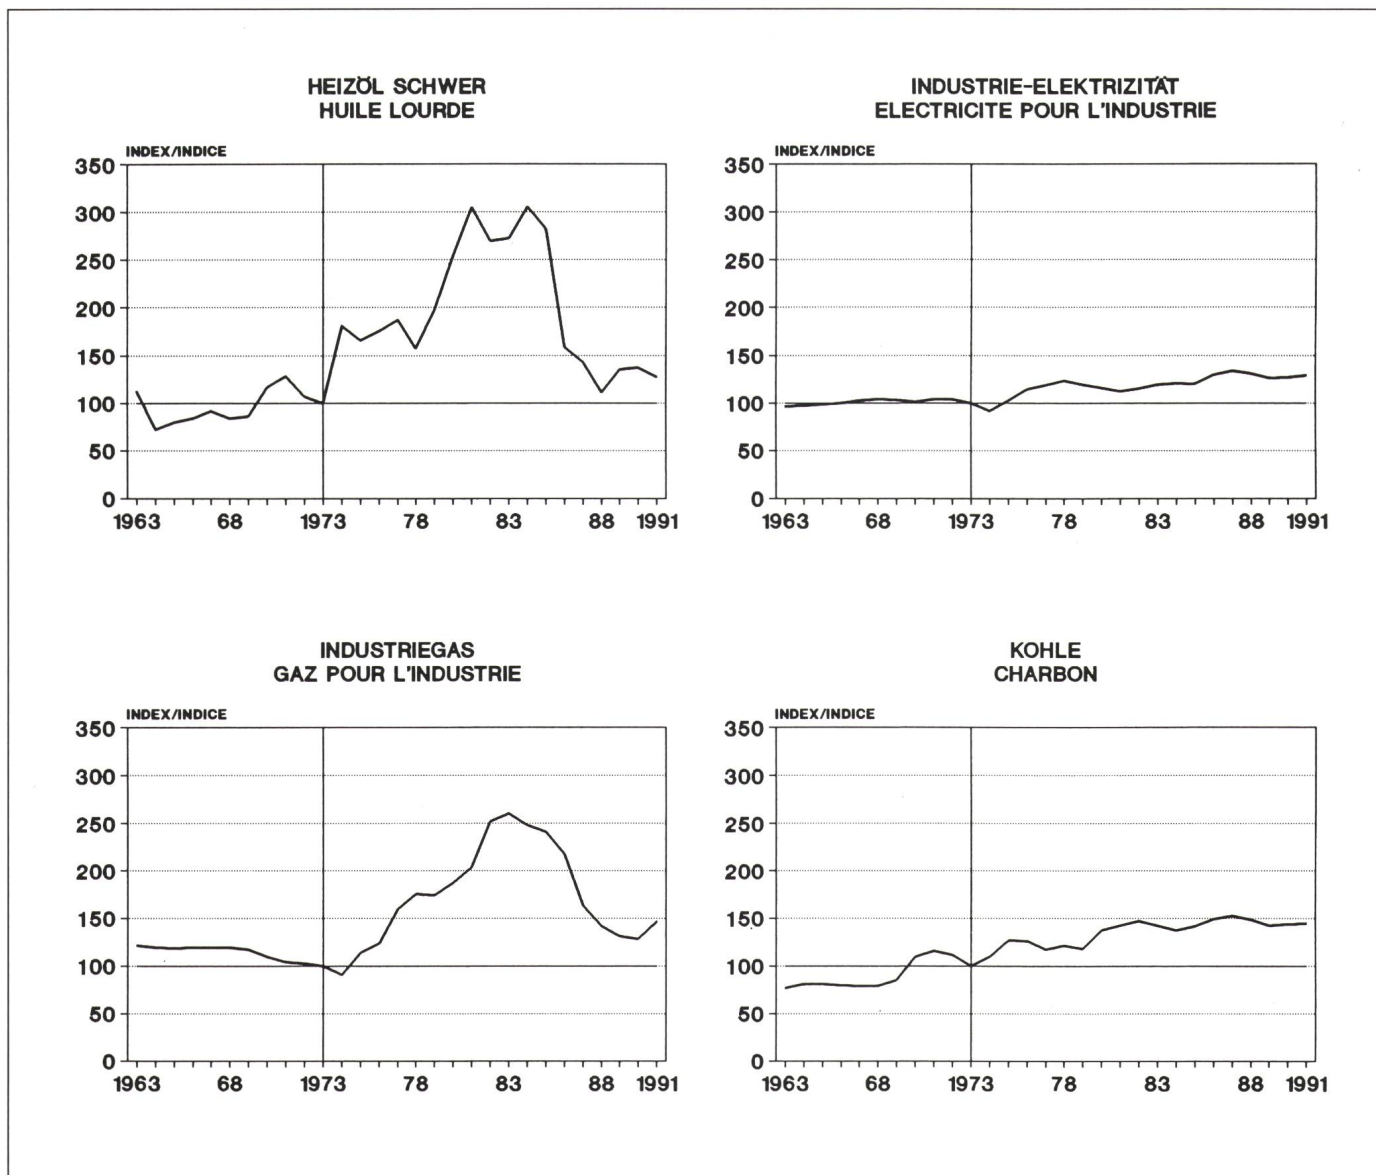 HEIZÖL SCHWER
HUILE LOURDE
INDEX/INDICE
350
300
250
200
150
100
50
0
1963 68 1973 78 83 88 1991
INDUSTRIE-ELEKTRIZITÄT
ELECTRICITE POUR L'INDUSTRIE
INDEX/INDICE
350
300
250
200
150
100
50
0
1963 68 1973 78 83 88 1991
INDUSTRIEGAS
GAZ POUR L'INDUSTRIE
INDEX/INDICE
350
300
250
200
150
100
50
0
1963 68 1973 78 83 88 1991
KOHLE
CHARBON
INDEX/INDICE
350
300
250
200
150
100
50
0
1963 68 1973 78 83 88 1991